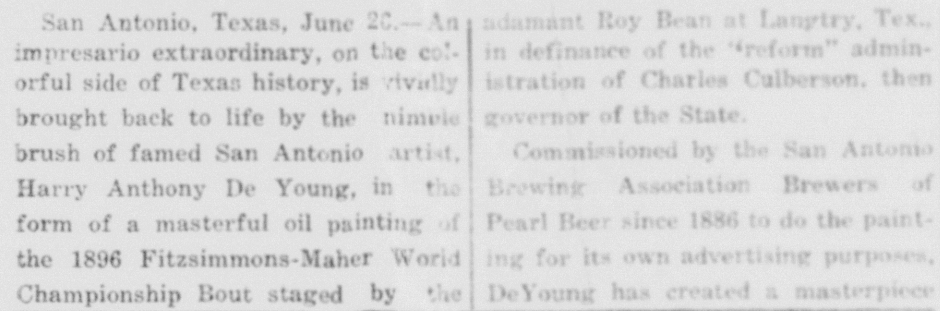 San Antonio, Texas, June 26.—An
impresario extraordinary, on the col-
orful side of Texas history, is vividly
brought back to life by the nimble
brush of famed San Antonio artist,
Harry Anthony De Young, in the
form of a masterful oil painting of
the 1896 Fitzsimmons-Maher World
Championship Bout staged by the
adamant Roy Bean at Langtry, Tex.,
in definance of the "reform" admin-
istration of Charles Culberson, then
governor of the State.
Commissioned by the San Antonio
Brewing Association Brewers of
Pearl Beer since 1886 to do the paint-
ing for its own advertising purposes,
DeYoung has created a masterpiece